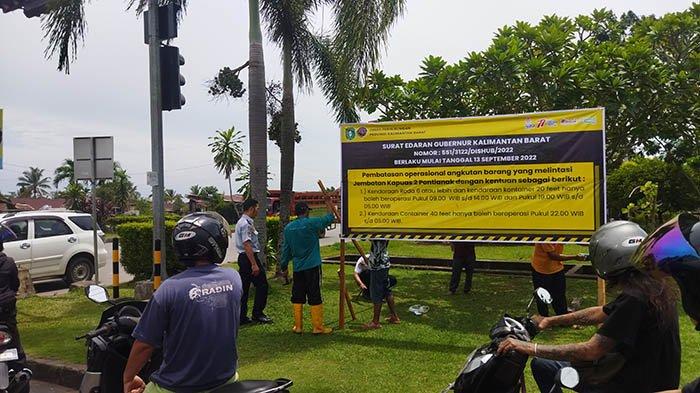 DINAS PERHUBUNGAN
PROVINSI KALIMANTAN BARAT
SURAT EDARAN GUBERNUR KALIMANTAN BARAT
NOMOR : 551/3122/DISHUB/2022
BERLAKU MULAI TANGGAL 13 SEPTEMBER 2022
Pembatasan operasional angkutan barang yang melintasi
Jembatan Kapuas 2 Pontianak dengan kentuan sebagai berikut :
1 Kendaraan Roda 6 atau lebih dan kendaraan kontainer 20 feet hanya
boleh beroperasi Pukul 09.00 WIB s/d 14.00 WIB dan Pukul 19.00 WIB s/d
05.00 WIB
2.) Kendaraan Container 40 feet hanya boleh beroperasi Pukul 22.00 WIB
s/d 05.00 WIB
RADIN
GM